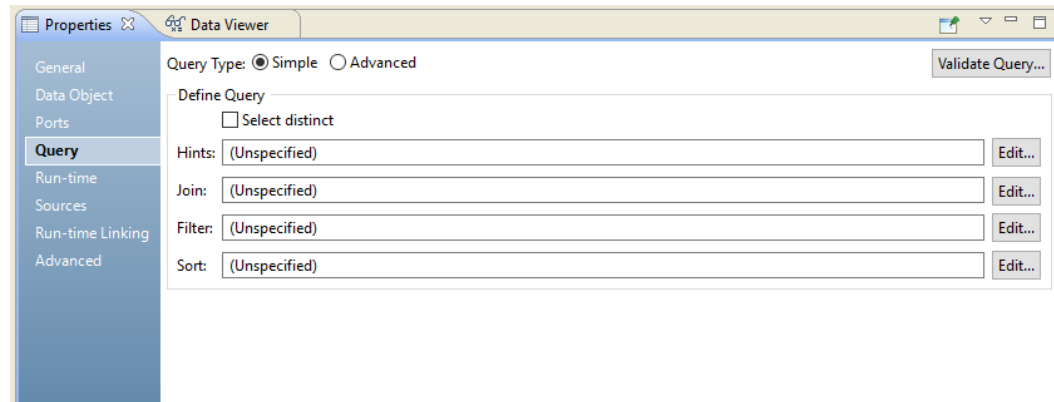 Properties Data Viewer
General
Data Object
Ports
Query
Run-time
Sources
Run-time Linking
Advanced
Query Type: Simple Advanced Validate Query...
Define Query
Select distinct
Hints: (Unspecified) Edit...
Join: (Unspecified) Edit...
Filter: (Unspecified) Edit...
Sort: (Unspecified) Edit...